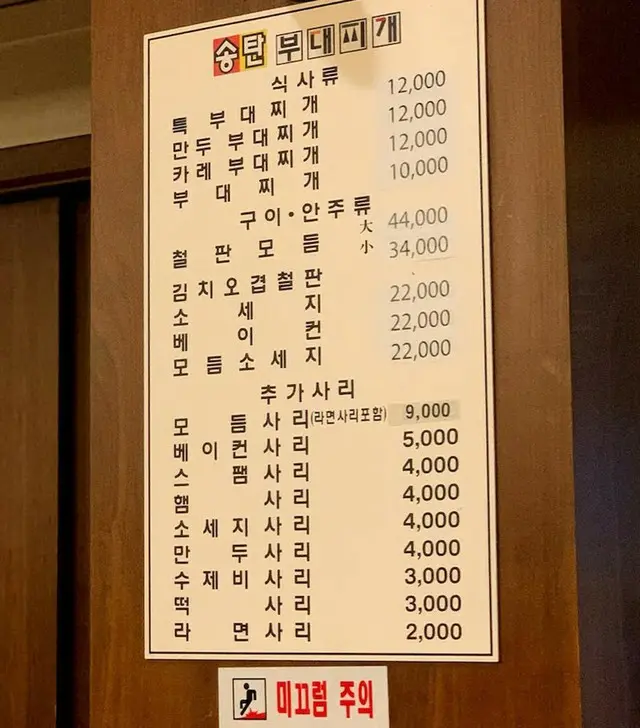 송탄부대찌개
식사류
특부대찌개 12,000
만두부대찌개 12,000
카레부대찌개 12,000
부대찌개 10,000
구이·안주류
철판모듬 大 44,000
小 34,000
김치오겹철판
소세지 22,000
베이컨 22,000
모듬소세지 22,000
추가사리
모듬사리(라면사리포함) 9,000
베이컨사리 5,000
스팸사리 4,000
햄사리 4,000
소세지사리 4,000
만두사리 4,000
수제비사리 3,000
떡사리 3,000
라면사리 2,000
미끄럼 주의